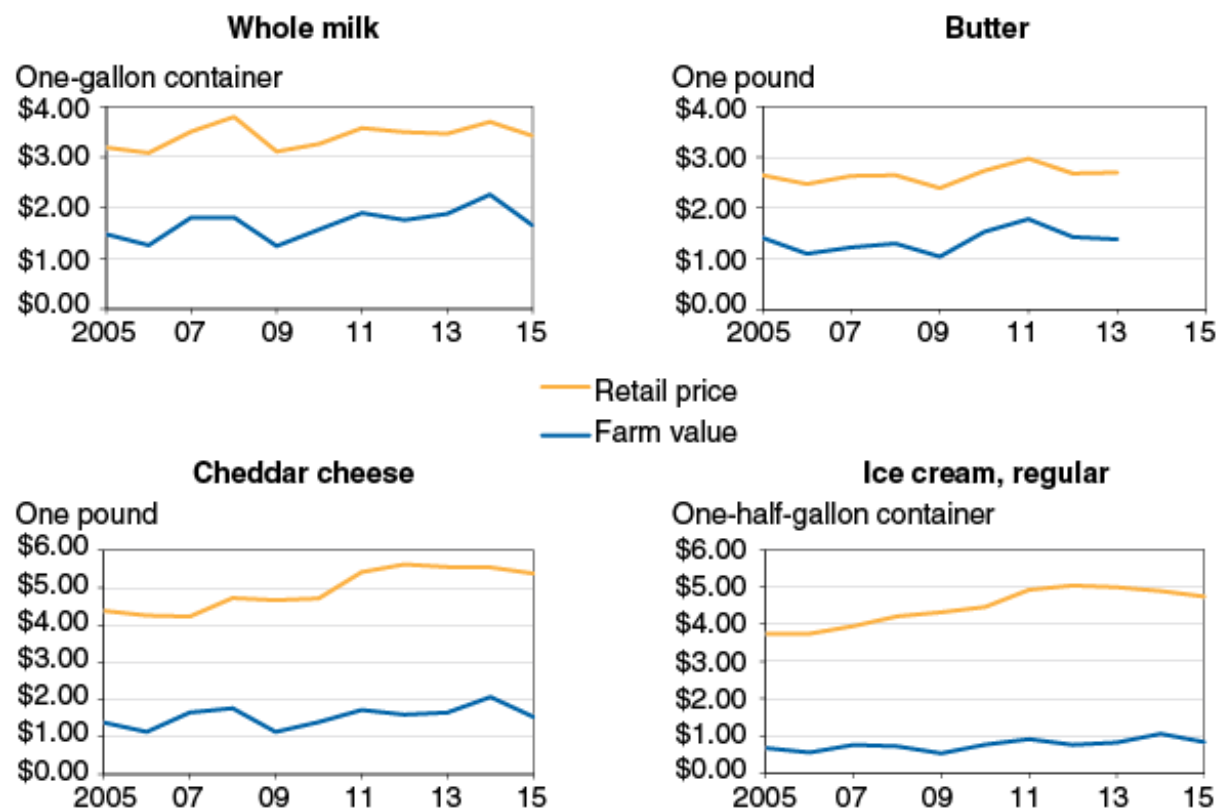 Whole milk
One-gallon container
$4.00
$3.00
$2.00
$1.00
$0.00
2005 07 09 11 13 15
Butter
One pound
$4.00
$3.00
$2.00
$1.00
$0.00
2005 07 09 11 13 15
Retail price
Farm value
Cheddar cheese
One pound
$6.00
$5.00
$4.00
$3.00
$2.00
$1.00
$0.00
2005 07 09 11 13 15
Ice cream, regular
One-half-gallon container
$6.00
$5.00
$4.00
$3.00
$2.00
$1.00
$0.00
2005 07 09 11 13 15